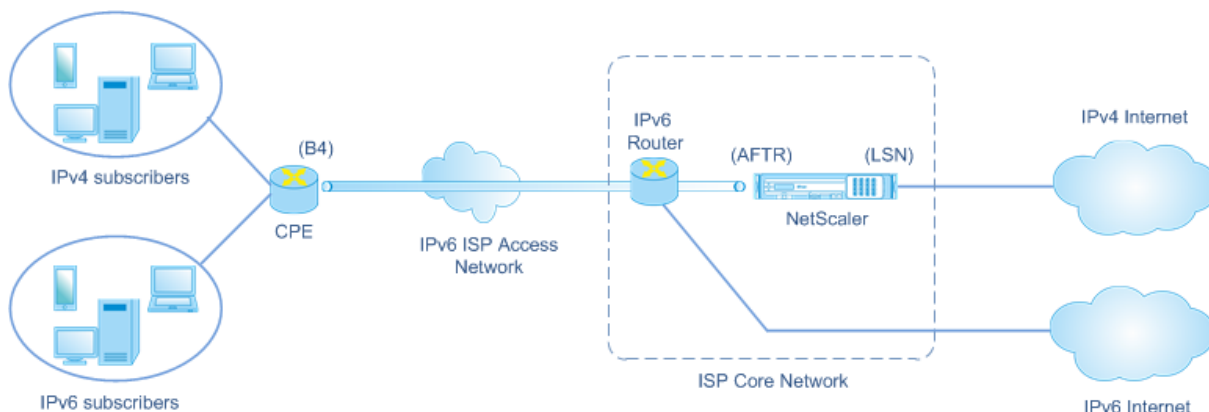 IPv4 subscribers
(B4)
CPE
IPv6 ISP Access
Network
IPv6
Router
(AFTR)
(LSN)
NetScaler
IPv4 Internet
IPv6 subscribers
ISP Core Network
IPv6 Internet